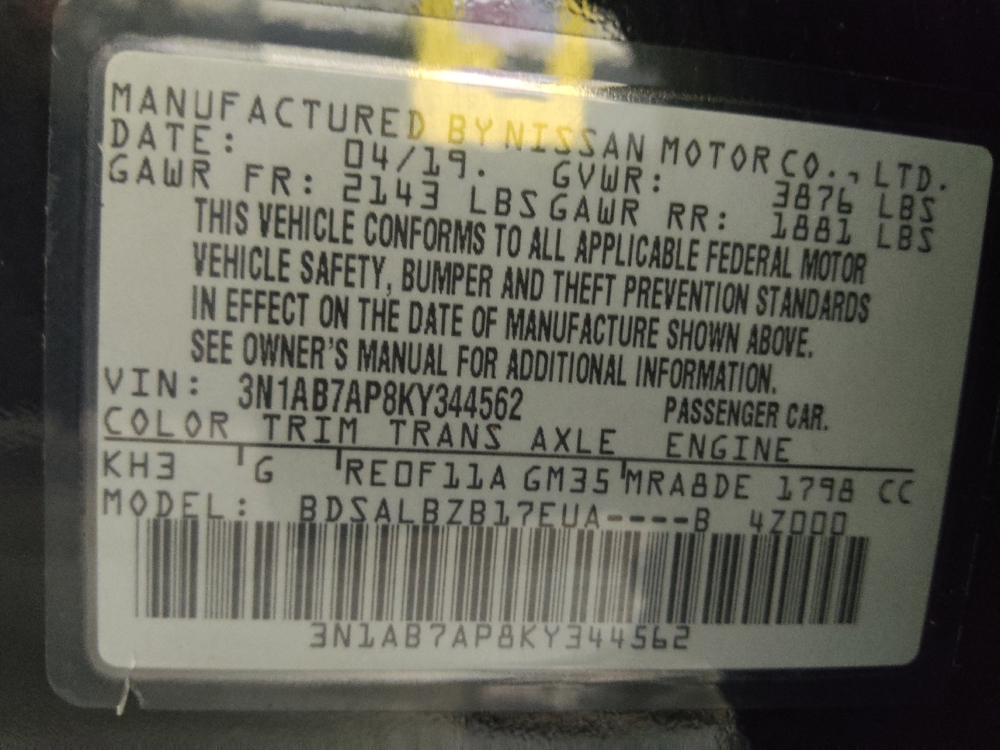 MANUFACTURED BY NISSAN MOTOR CO., LTD.
DATE: 04/19. GVWR: 3876 LBS
GAWR FR: 2143 LBS GAWR RR: 1881 LBS
THIS VEHICLE CONFORMS TO ALL APPLICABLE FEDERAL MOTOR
VEHICLE SAFETY, BUMPER AND THEFT PREVENTION STANDARDS
IN EFFECT ON THE DATE OF MANUFACTURE SHOWN ABOVE.
SEE OWNER'S MANUAL FOR ADDITIONAL INFORMATION.
VIN: 3N1AB7AP8KY344562 PASSENGER CAR.
COLOR TRIM TRANS AXLE ENGINE
KH3 G RE0F11A GM35 MRA8DE 1798 CC
MODEL: BDSALBZB17EUA----B 4Z000
3N1AB7AP8KY344562